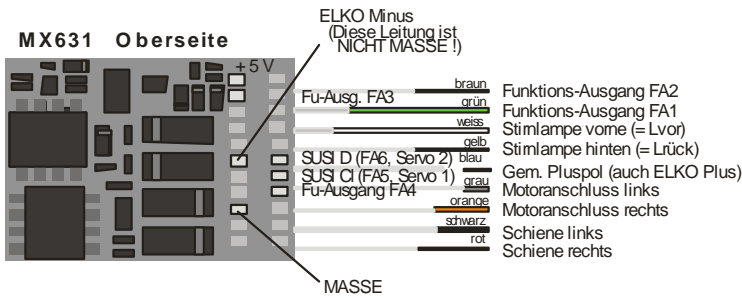 ELKO Minus
(Diese Leitung ist
NICHT MASSE !)
MX631 Oberseite
+5V
braun Funktions-Ausgang FA2
Fu-Ausg. FA3
grün Funktions-Ausgang FA1
weiss Stirnlampe vorne (= Lvor)
gelb Stirnlampe hinten (= Lrück)
SUSI D (FA6, Servo 2) blau Gem. Pluspol (auch ELKO Plus)
SUSI Cl (FA5, Servo 1)
Fu-Ausgang FA4 grau Motoranschluss links
orange Motoranschluss rechts
schwarz Schiene links
rot Schiene rechts
MASSE